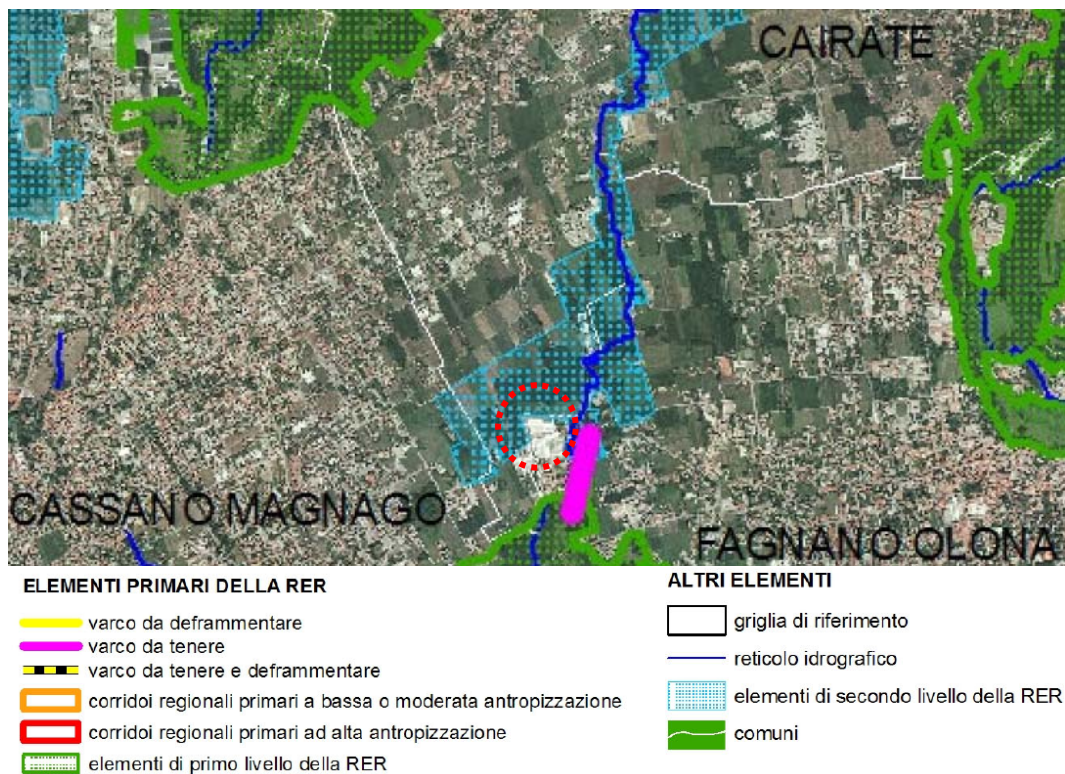 CAIRATE
CASSANO MAGNAGO
FAGNANO OLONA
ELEMENTI PRIMARI DELLA RER
varco da deframmentare
varco da tenere
varco da tenere e deframmentare
corridoi regionali primari a bassa o moderata antropizzazione
corridoi regionali primari ad alta antropizzazione
elementi di primo livello della RER
ALTRI ELEMENTI
griglia di riferimento
reticolo idrografico
elementi di secondo livello della RER
comuni